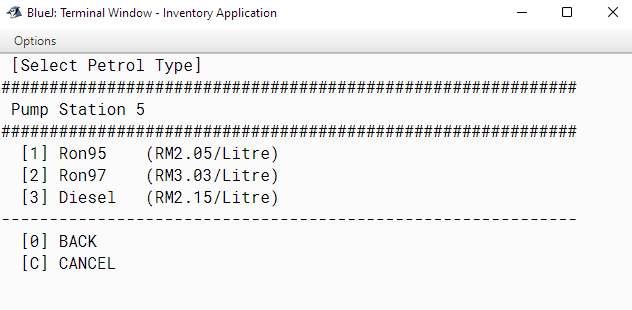 BlueJ: Terminal Window - Inventory Application
Options
[Select Petrol Type]
############################################################
Pump Station 5
############################################################
[1] Ron95    (RM2.05/Litre)
[2] Ron97    (RM3.03/Litre)
[3] Diesel   (RM2.15/Litre)
------------------------------------------------------------
[0] BACK
[C] CANCEL